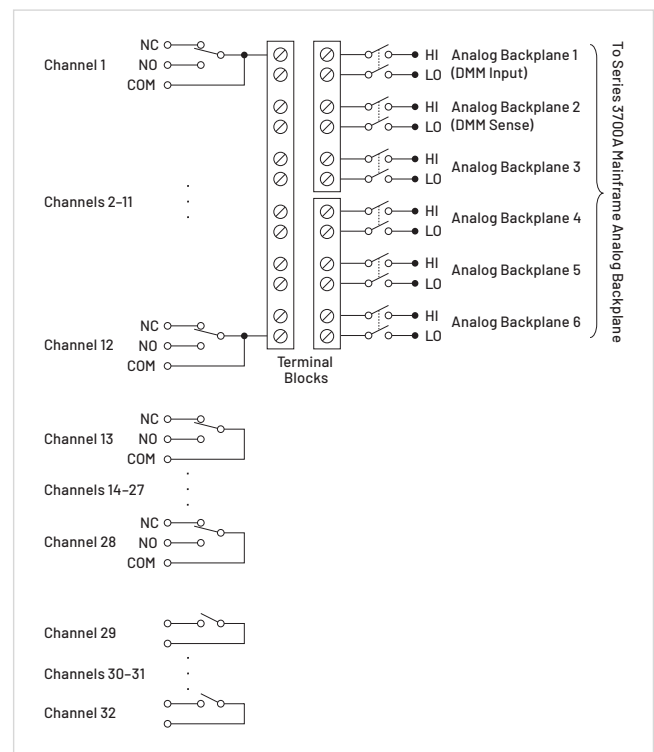 NC
Channel 1 NO
COM
Channels 2–11
NC
Channel 12 NO
COM
Terminal
Blocks
HI Analog Backplane 1
LO (DMM Input)
HI Analog Backplane 2
LO (DMM Sense)
HI
Analog Backplane 3
LO
HI
Analog Backplane 4
LO
HI
Analog Backplane 5
LO
HI
Analog Backplane 6
LO
To Series 3700A Mainframe Analog Backplane
NC
Channel 13 NO
COM
Channels 14–27
NC
Channel 28 NO
COM
Channel 29
Channels 30–31
Channel 32